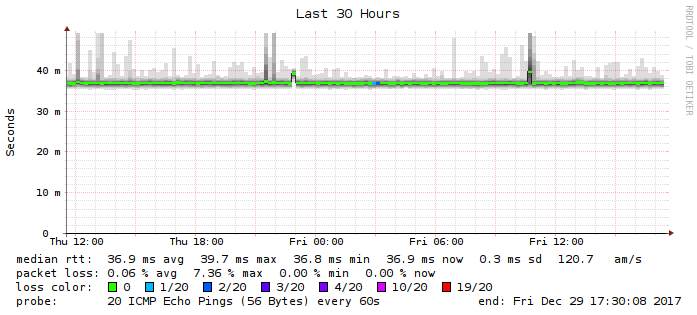 Last 30 Hours
RRDTOOL / TOBI OETIKER
Seconds
40 m
30 m
20 m
10 m
0
Thu 12:00 Thu 18:00 Fri 00:00 Fri 06:00 Fri 12:00
median rtt: 36.9 ms avg 39.7 ms max 36.8 ms min 36.9 ms now 0.3 ms sd 120.7 am/s
packet loss: 0.06 % avg 7.36 % max 0.00 % min 0.00 % now
loss color: 0 1/20 2/20 3/20 4/20 10/20 19/20
probe: 20 ICMP Echo Pings (56 Bytes) every 60s end: Fri Dec 29 17:30:08 2017